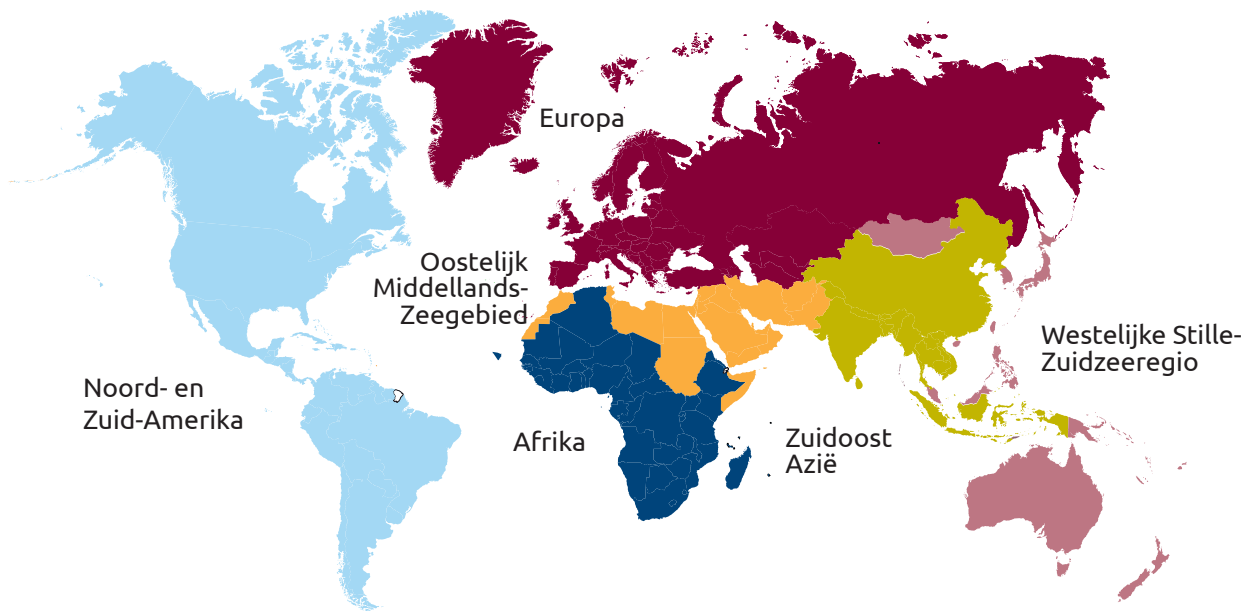 Europa
Oostelijk
Middellands-
Zeegebied
Westelijke Stille-
Zuidzeeregio
Noord- en
Zuid-Amerika
Afrika
Zuidoost
Azië